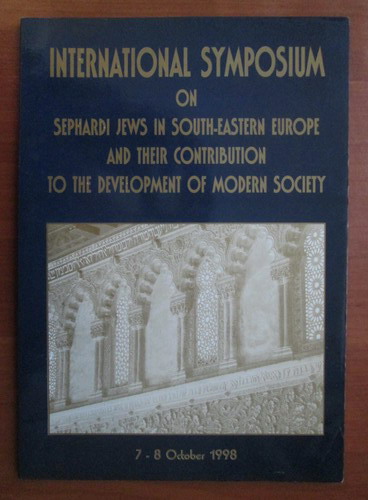 INTERNATIONAL SYMPOSIUM
ON
SEPHARDI JEWS IN SOUTH-EASTERN EUROPE
AND THEIR CONTRIBUTION
TO THE DEVELOPMENT OF MODERN SOCIETY
7 - 8 October 1998